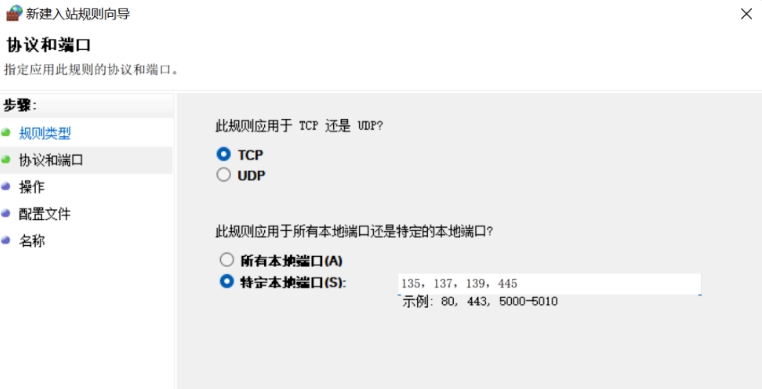 新建入站规则向导
协议和端口
指定应用此规则的协议和端口。
步骤:
规则类型
协议和端口
操作
配置文件
名称
此规则应用于 TCP 还是 UDP?
TCP
UDP
此规则应用于所有本地端口还是特定的本地端口?
所有本地端口(A)
特定本地端口(S):
135，137，139，445
示例: 80, 443, 5000-5010